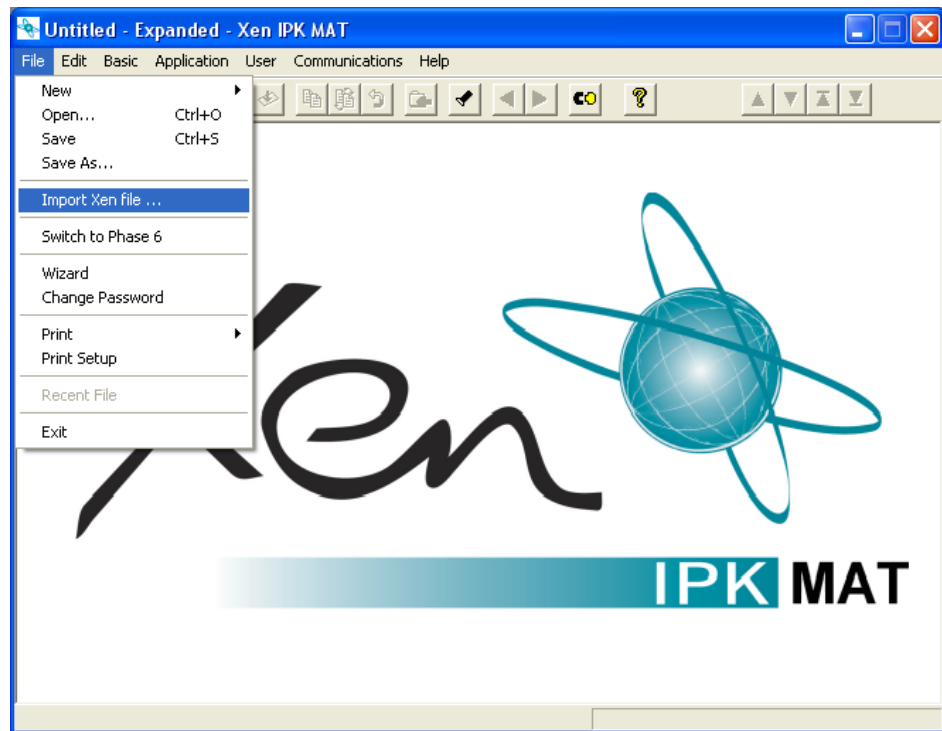 Untitled - Expanded - Xen IPK MAT
File Edit Basic Application User Communications Help
New
Open... Ctrl+O
Save Ctrl+S
Save As...
Import Xen file ...
Switch to Phase 6
Wizard
Change Password
Print
Print Setup
Recent File
Exit
Xen
IPK MAT